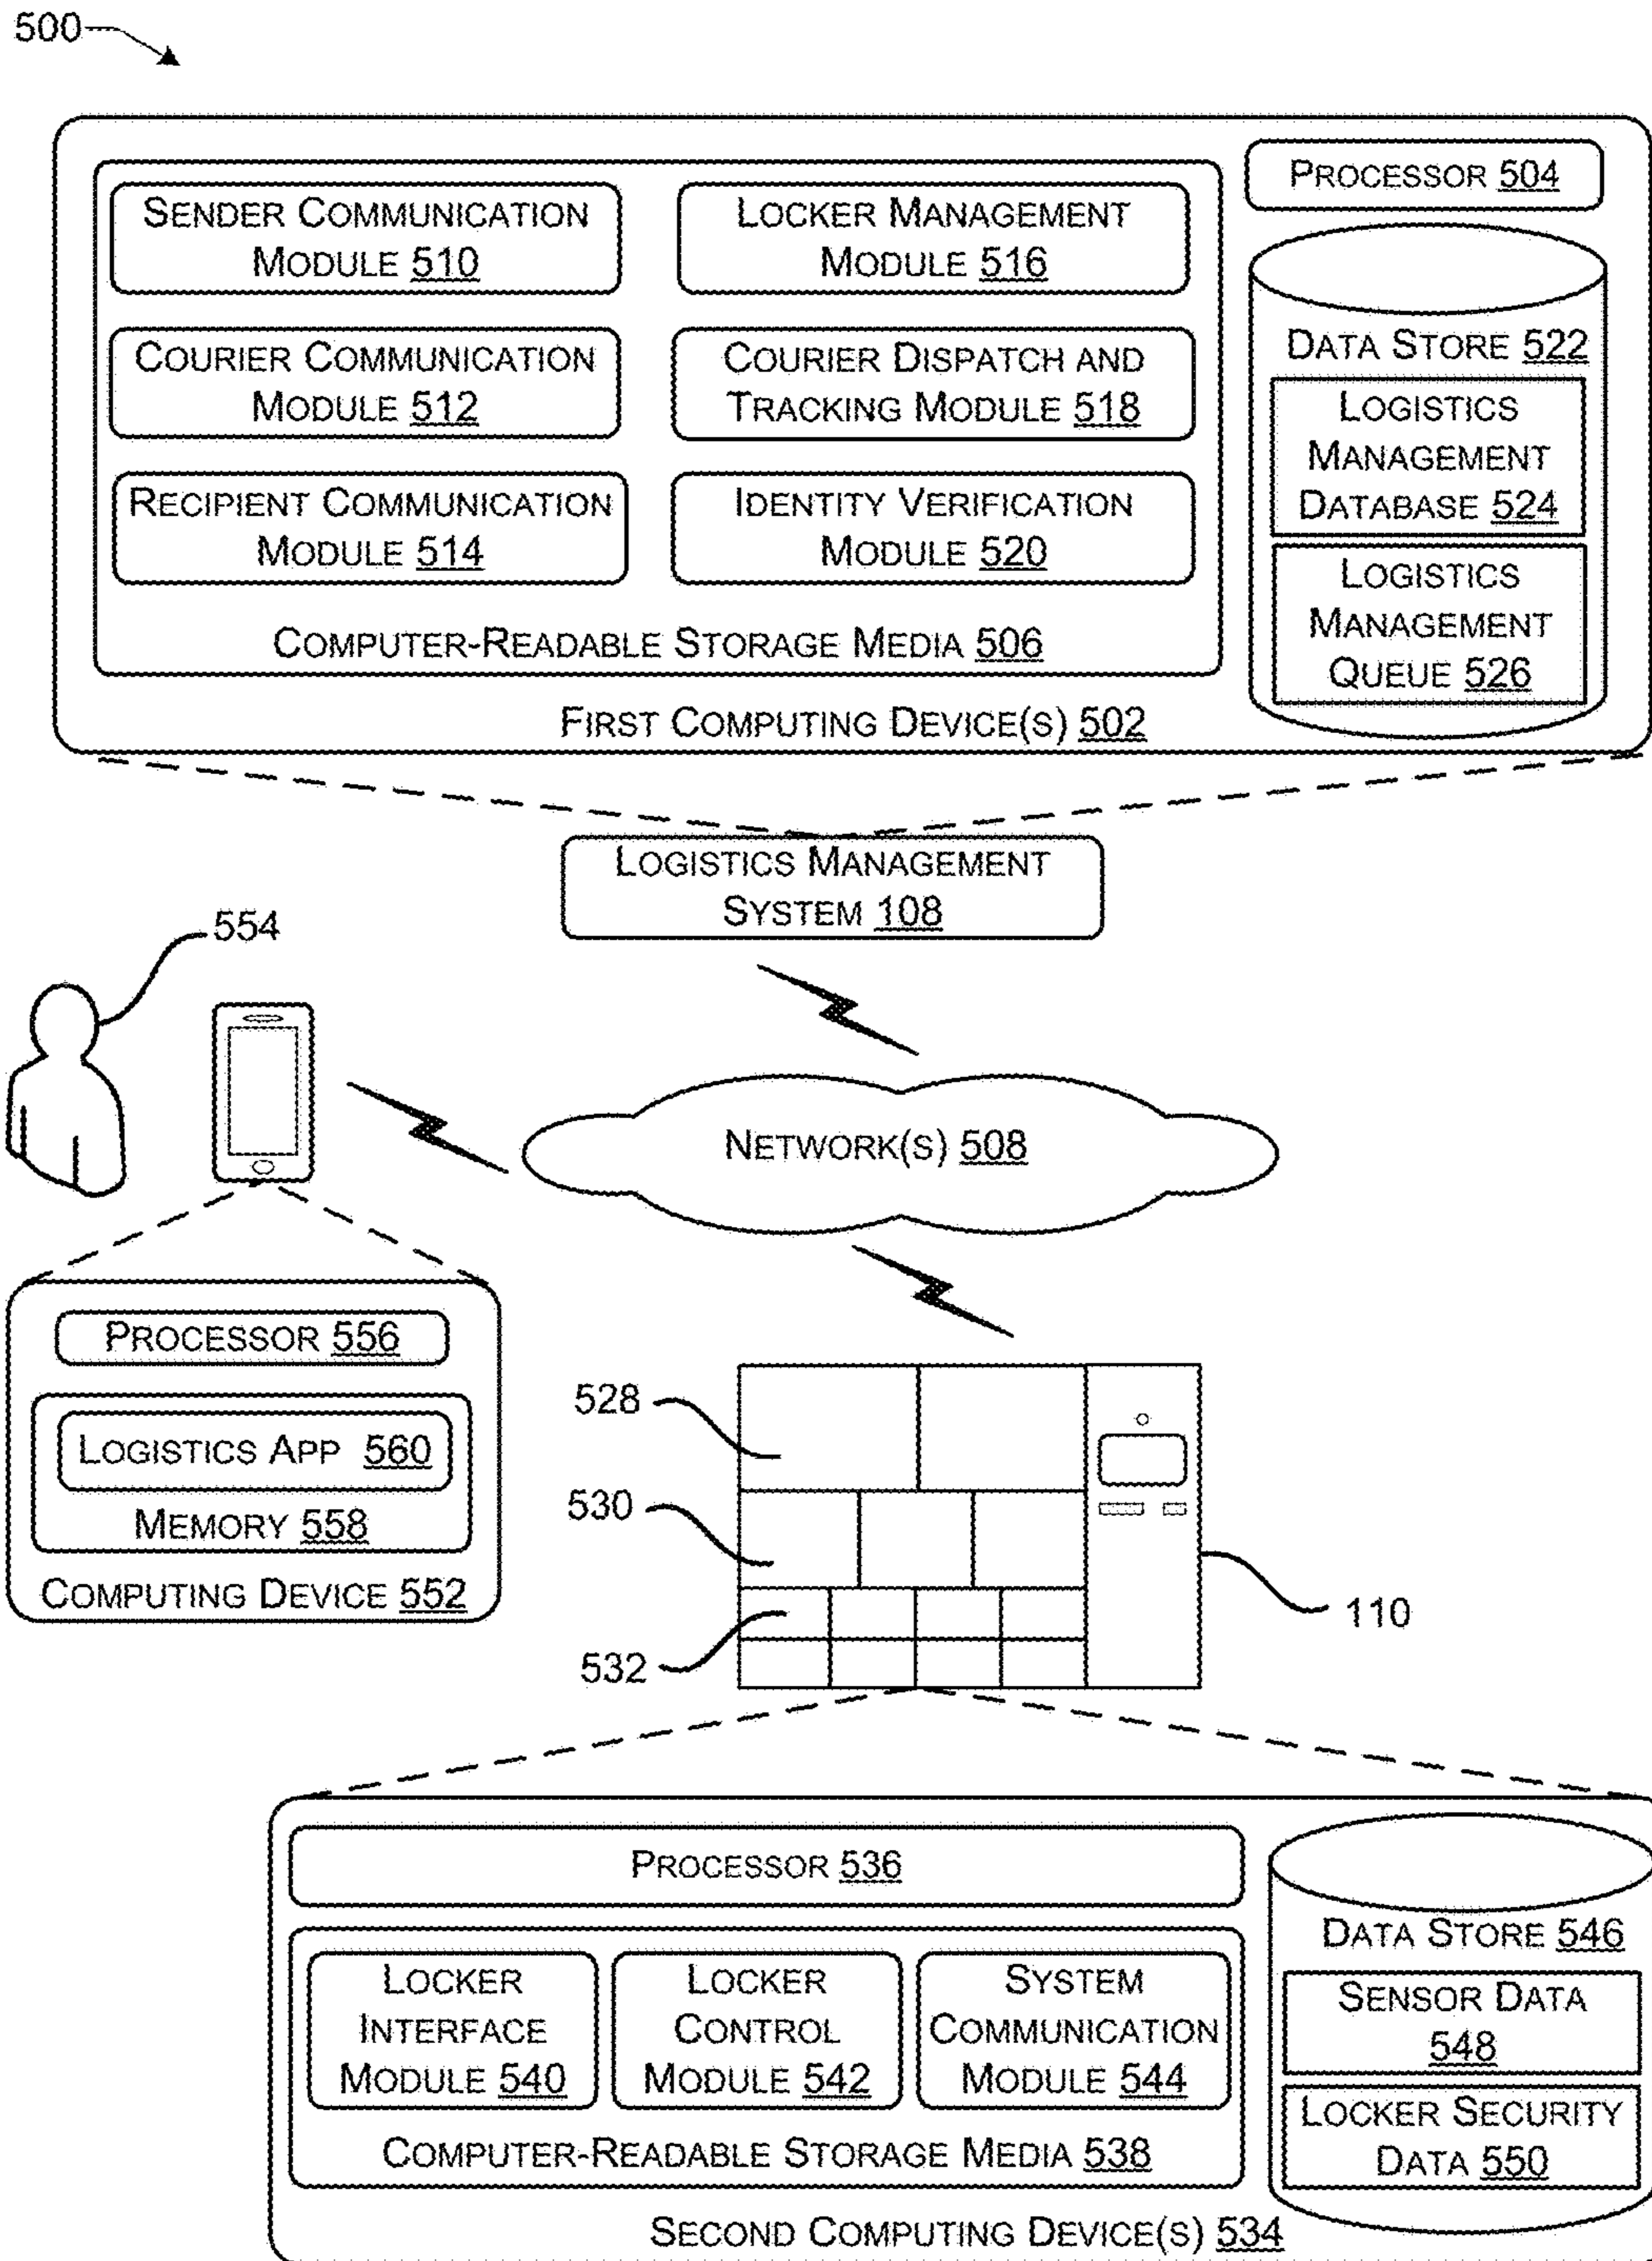 500
PROCESSOR 504
SENDER COMMUNICATION
MODULE 510
LOCKER MANAGEMENT
MODULE 516
COURIER COMMUNICATION
MODULE 512
COURIER DISPATCH AND
TRACKING MODULE 518
RECIPIENT COMMUNICATION
MODULE 514
IDENTITY VERIFICATION
MODULE 520
COMPUTER-READABLE STORAGE MEDIA 506
DATA STORE 522
LOGISTICS
MANAGEMENT
DATABASE 524
LOGISTICS
MANAGEMENT
QUEUE 526
FIRST COMPUTING DEVICE(S) 502
LOGISTICS MANAGEMENT
SYSTEM 108
554
NETWORK(S) 508
PROCESSOR 556
LOGISTICS APP 560
MEMORY 558
COMPUTING DEVICE 552
528
530
532
110
PROCESSOR 536
LOCKER
INTERFACE
MODULE 540
LOCKER
CONTROL
MODULE 542
SYSTEM
COMMUNICATION
MODULE 544
COMPUTER-READABLE STORAGE MEDIA 538
DATA STORE 546
SENSOR DATA
548
LOCKER SECURITY
DATA 550
SECOND COMPUTING DEVICE(S) 534